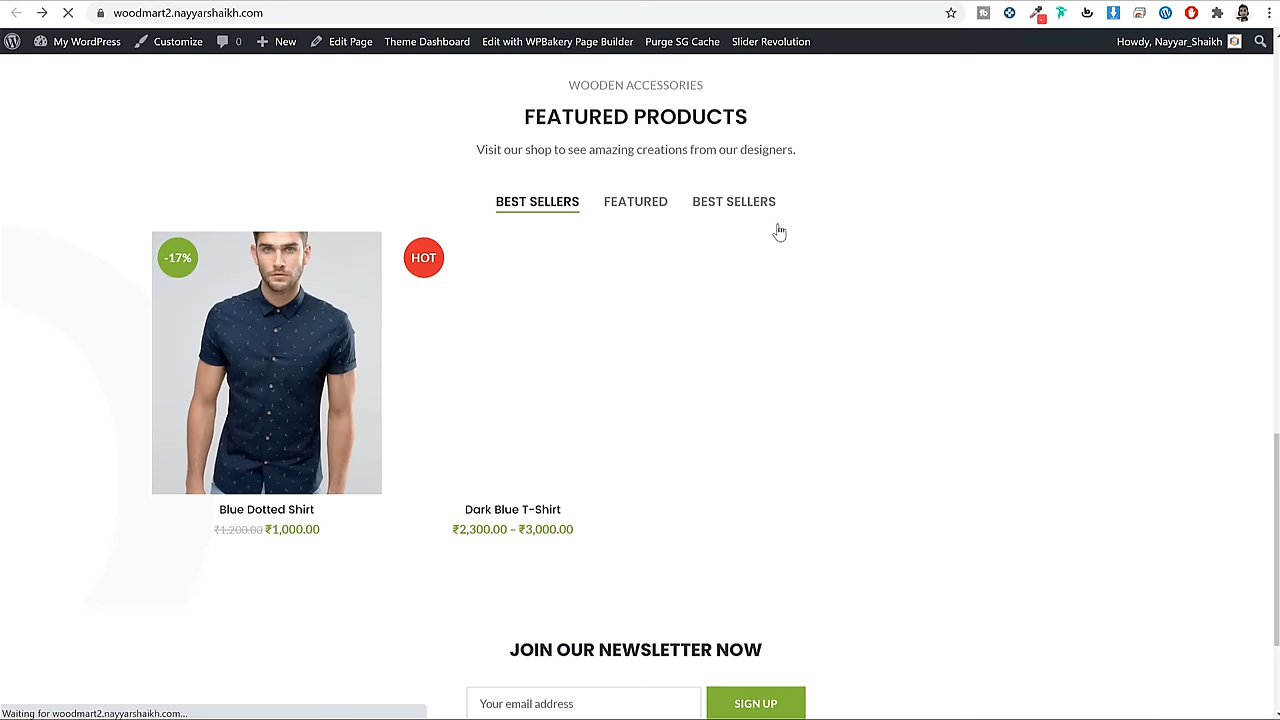 woodmart2.nayyarshaikh.com
My WordPress Customize 0 New Edit Page Theme Dashboard Edit with WPBakery Page Builder Purge SG Cache Slider Revolution Howdy, Nayyar_Shaikh
WOODEN ACCESSORIES
FEATURED PRODUCTS
Visit our shop to see amazing creations from our designers.
BEST SELLERS FEATURED BEST SELLERS
-17% HOT
Blue Dotted Shirt Dark Blue T-Shirt
₹1,200.00 ₹1,000.00 ₹2,300.00 – ₹3,000.00
JOIN OUR NEWSLETTER NOW
Your email address SIGN UP
Waiting for woodmart2.nayyarshaikh.com...